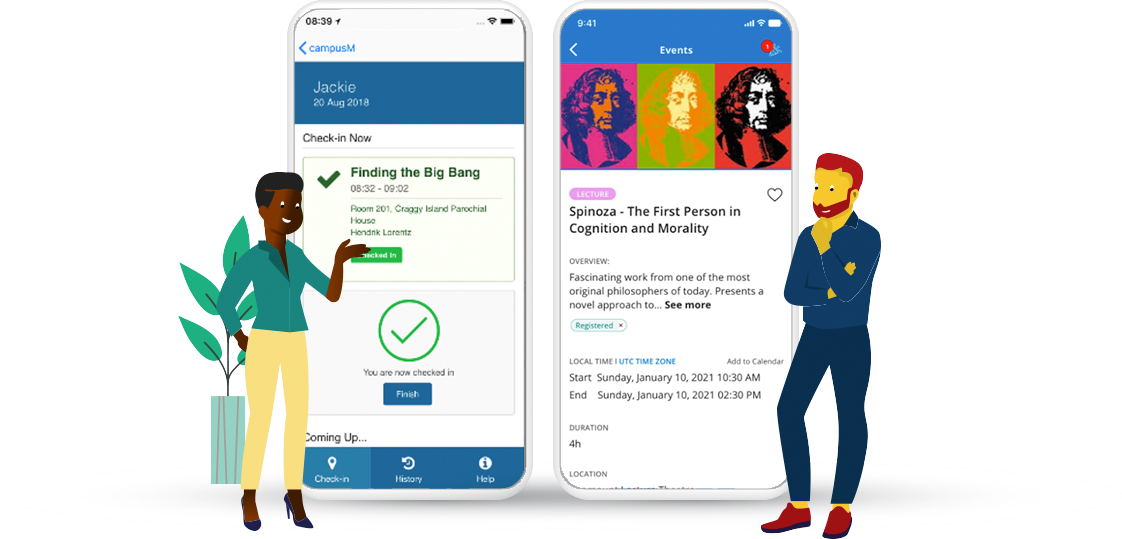 08:39
campusM
Jackie
20 Aug 2018
Check-in Now
Finding the Big Bang
08:32 - 09:02
Room 201, Craggy Island Parochial
House
Hendrik Lorentz
ecked In
You are now checked in
Finish
Coming Up...
Check-in
History
Help
9:41
Events
1
LECTURE
Spinoza - The First Person in
Cognition and Morality
OVERVIEW:
Fascinating work from one of the most
original philosophers of today. Presents a
novel approach to... See more
Registered ×
LOCAL TIME | UTC TIME ZONE Add to Calendar
Start Sunday, January 10, 2021 10:30 AM
End Sunday, January 10, 2021 02:30 PM
DURATION
4h
LOCATION